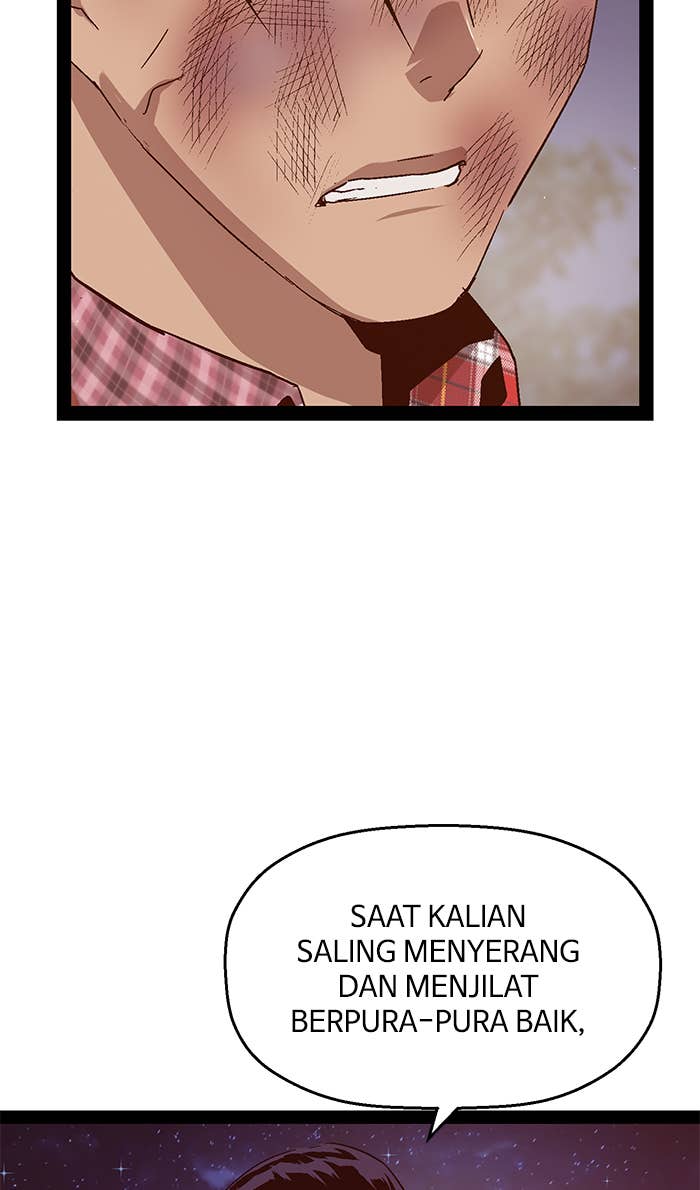 SAAT KALIAN
SALING MENYERANG
DAN MENJILAT
BERPURA-PURA BAIK,